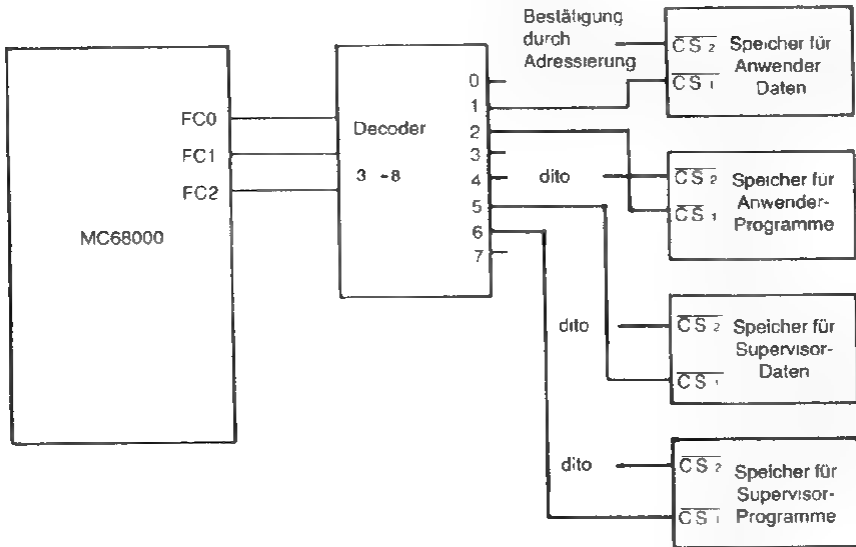 MC68000
FC0
FC1
FC2
Decoder
3 -8
0
1
2
3
4
5
6
7
Bestätigung
durch
Adressierung
CS2
CS1
Speicher für
Anwender
Daten
dito
CS2
CS1
Speicher für
Anwender-
Programme
dito
CS2
CS1
Speicher für
Supervisor-
Daten
dito
CS2
CS1
Speicher für
Supervisor-
Programme